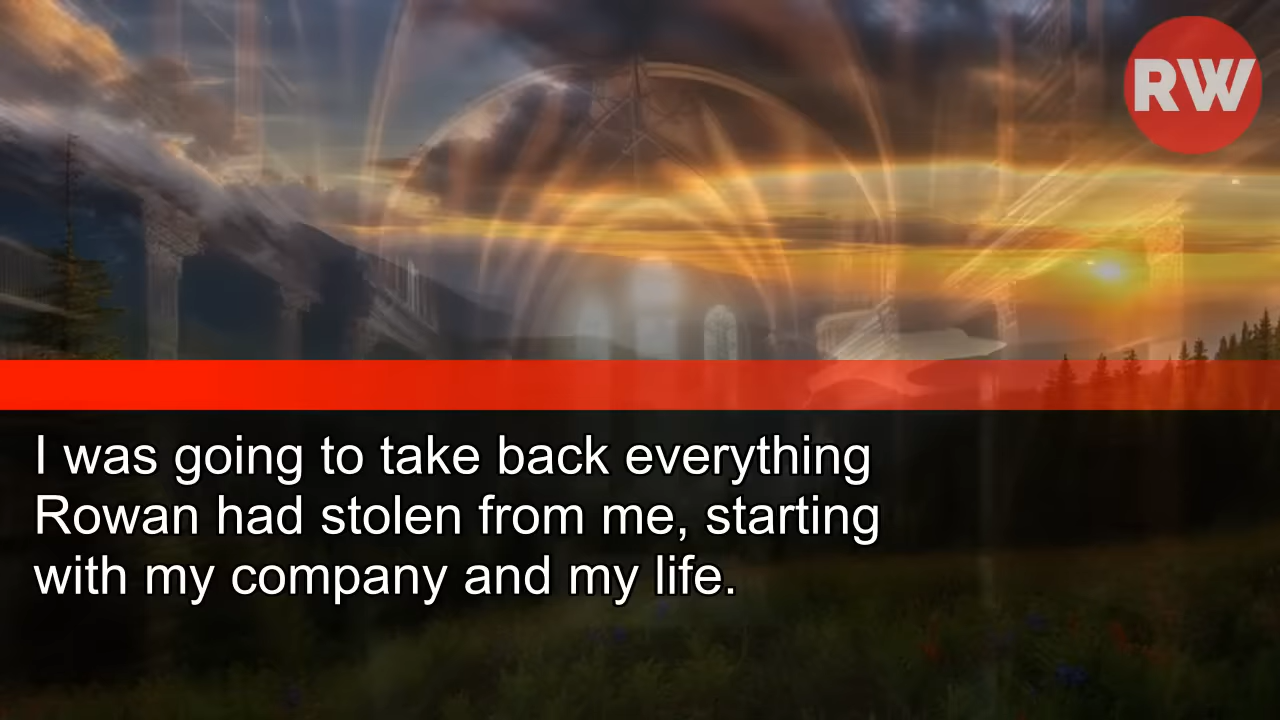 RW
I was going to take back everything
Rowan had stolen from me, starting
with my company and my life.